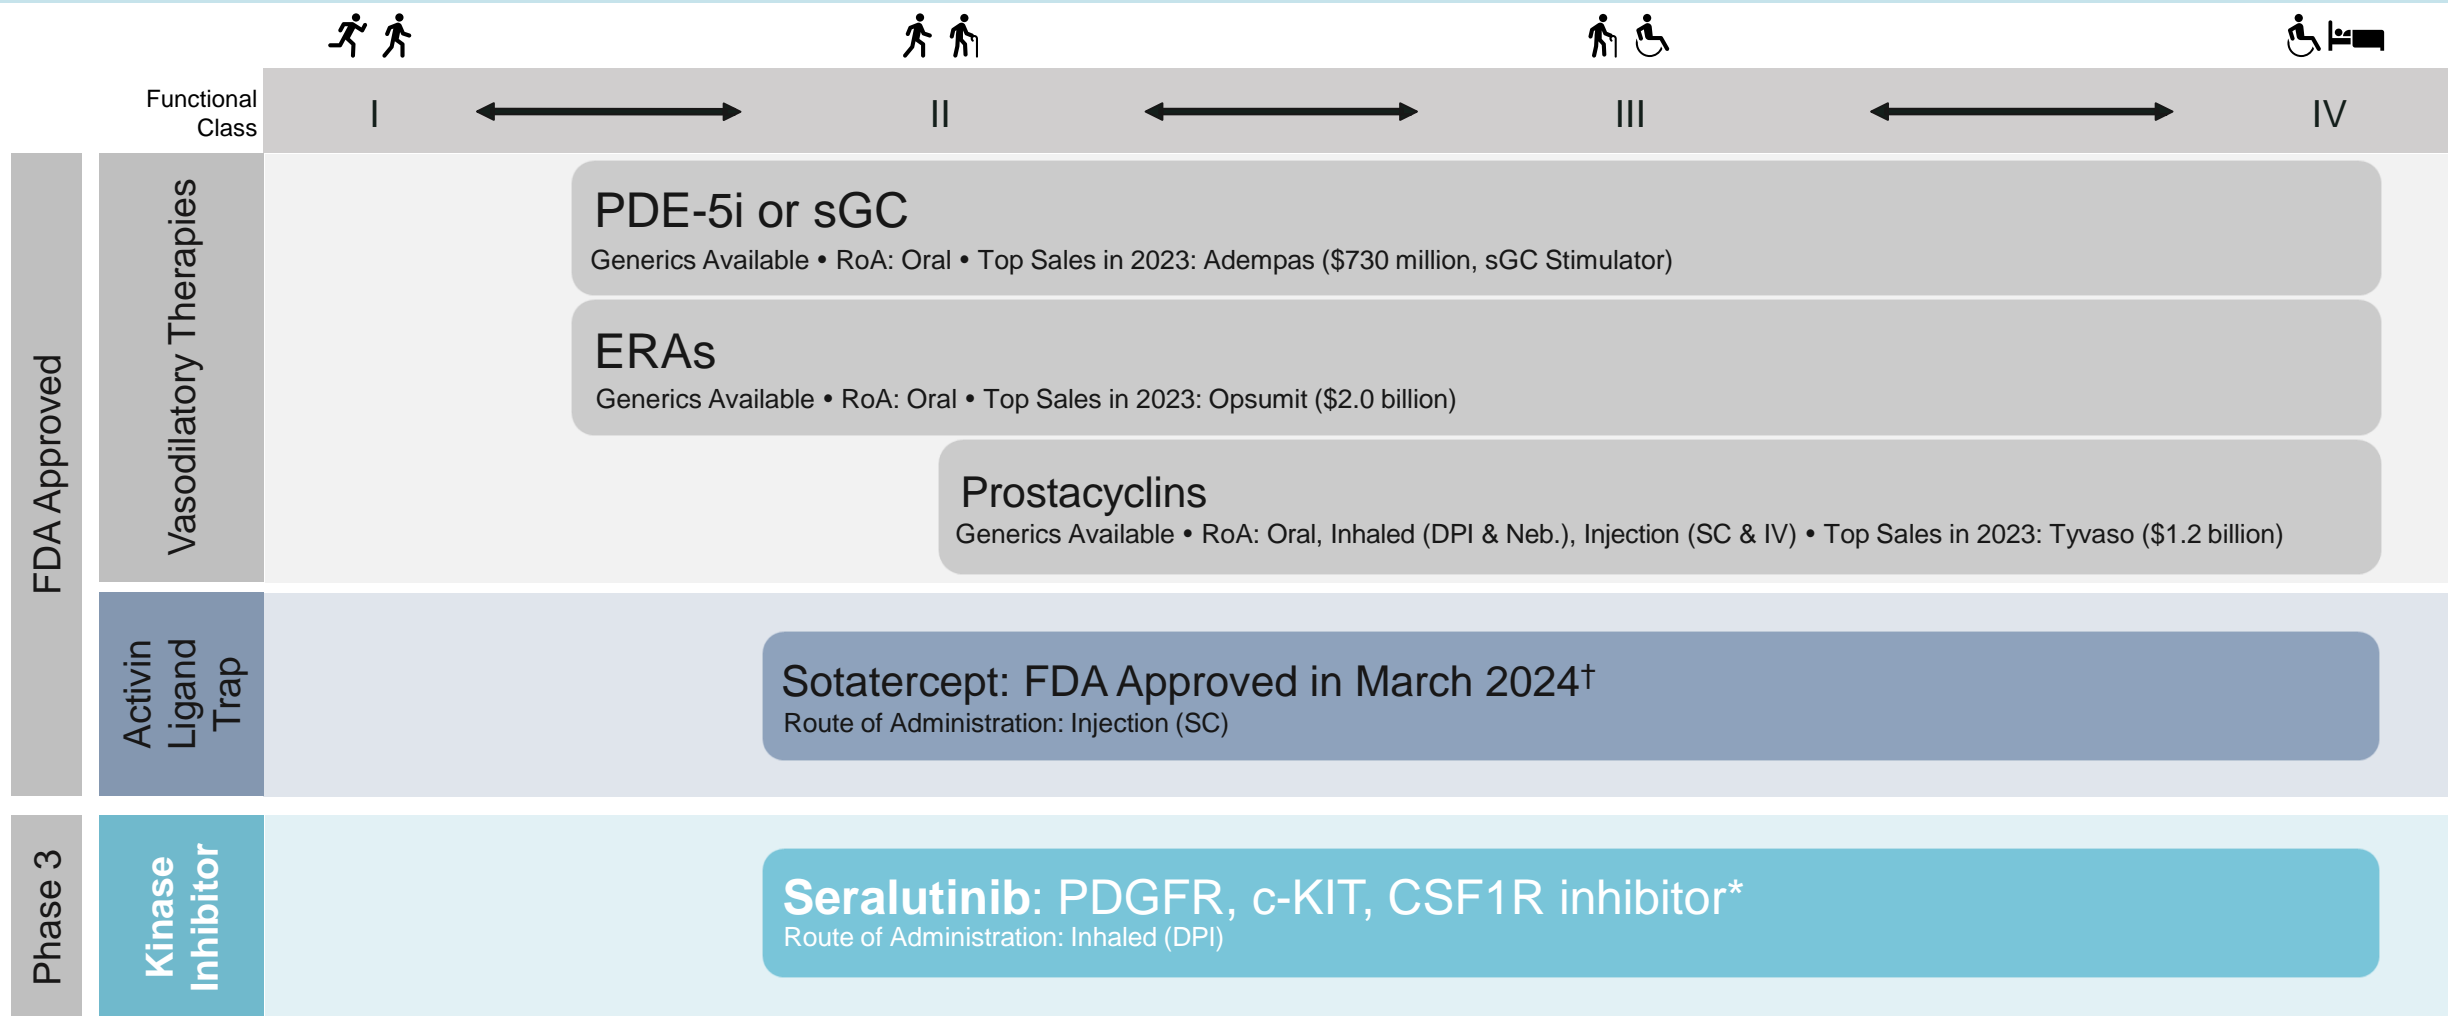 Functional
Class
I
II
III
IV
FDA Approved
Vasodilatory Therapies
PDE-5i or sGC
Generics Available • RoA: Oral • Top Sales in 2023: Adempas ($730 million, sGC Stimulator)
ERAs
Generics Available • RoA: Oral • Top Sales in 2023: Opsumit ($2.0 billion)
Prostacyclins
Generics Available • RoA: Oral, Inhaled (DPI & Neb.), Injection (SC & IV) • Top Sales in 2023: Tyvaso ($1.2 billion)
Activin
Ligand
Trap
Sotatercept: FDA Approved in March 2024†
Route of Administration: Injection (SC)
Phase 3
Kinase
Inhibitor
Seralutinib: PDGFR, c-KIT, CSF1R inhibitor*
Route of Administration: Inhaled (DPI)